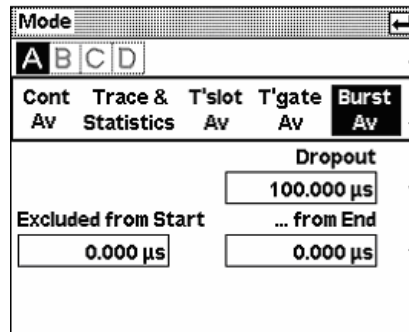 Mode
A B C D
Cont Av Trace & Statistics T'slot Av T'gate Av Burst Av
Dropout
100.000 µs
Excluded from Start ... from End
0.000 µs 0.000 µs